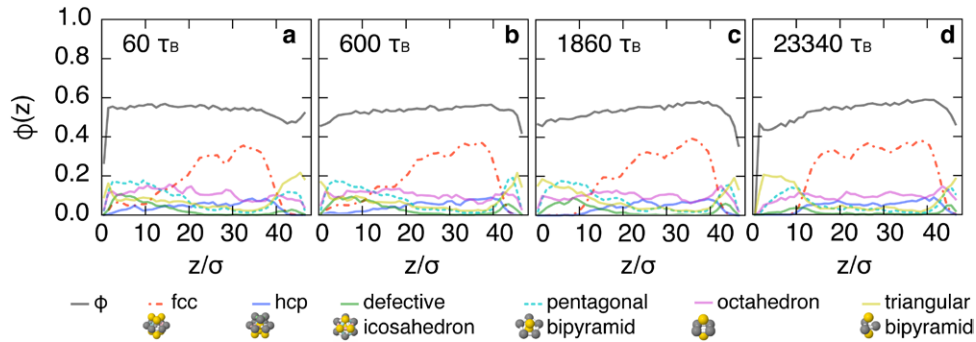 60 τB a
600 τB b
1860 τB c
23340 τB d
ϕ(z)
1.0
0.8
0.6
0.4
0.2
0.0
0 10 20 30 40
0 10 20 30 40
0 10 20 30 40 50
0 10 20 30 40 50
z/σ z/σ z/σ z/σ
ϕ fcc hcp defective pentagonal octahedron triangular
icosahedron bipyramid bipyramid